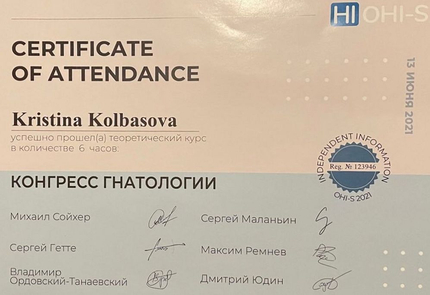 HI OHI-S
CERTIFICATE
OF ATTENDANCE
13 ИЮНЯ 2021
Kristina Kolbasova
успешно прошел(а) теоретический курс
в количестве 6 часов:
INDEPENDENT INFORMATION
Reg. № 123946
OHI-S 2021
КОНГРЕСС ГНАТОЛОГИИ
Михаил Сойхер
Сергей Маланьин
Сергей Гетте
Максим Ремнев
Владимир
Ордовский-Танаевский
Дмитрий Юдин